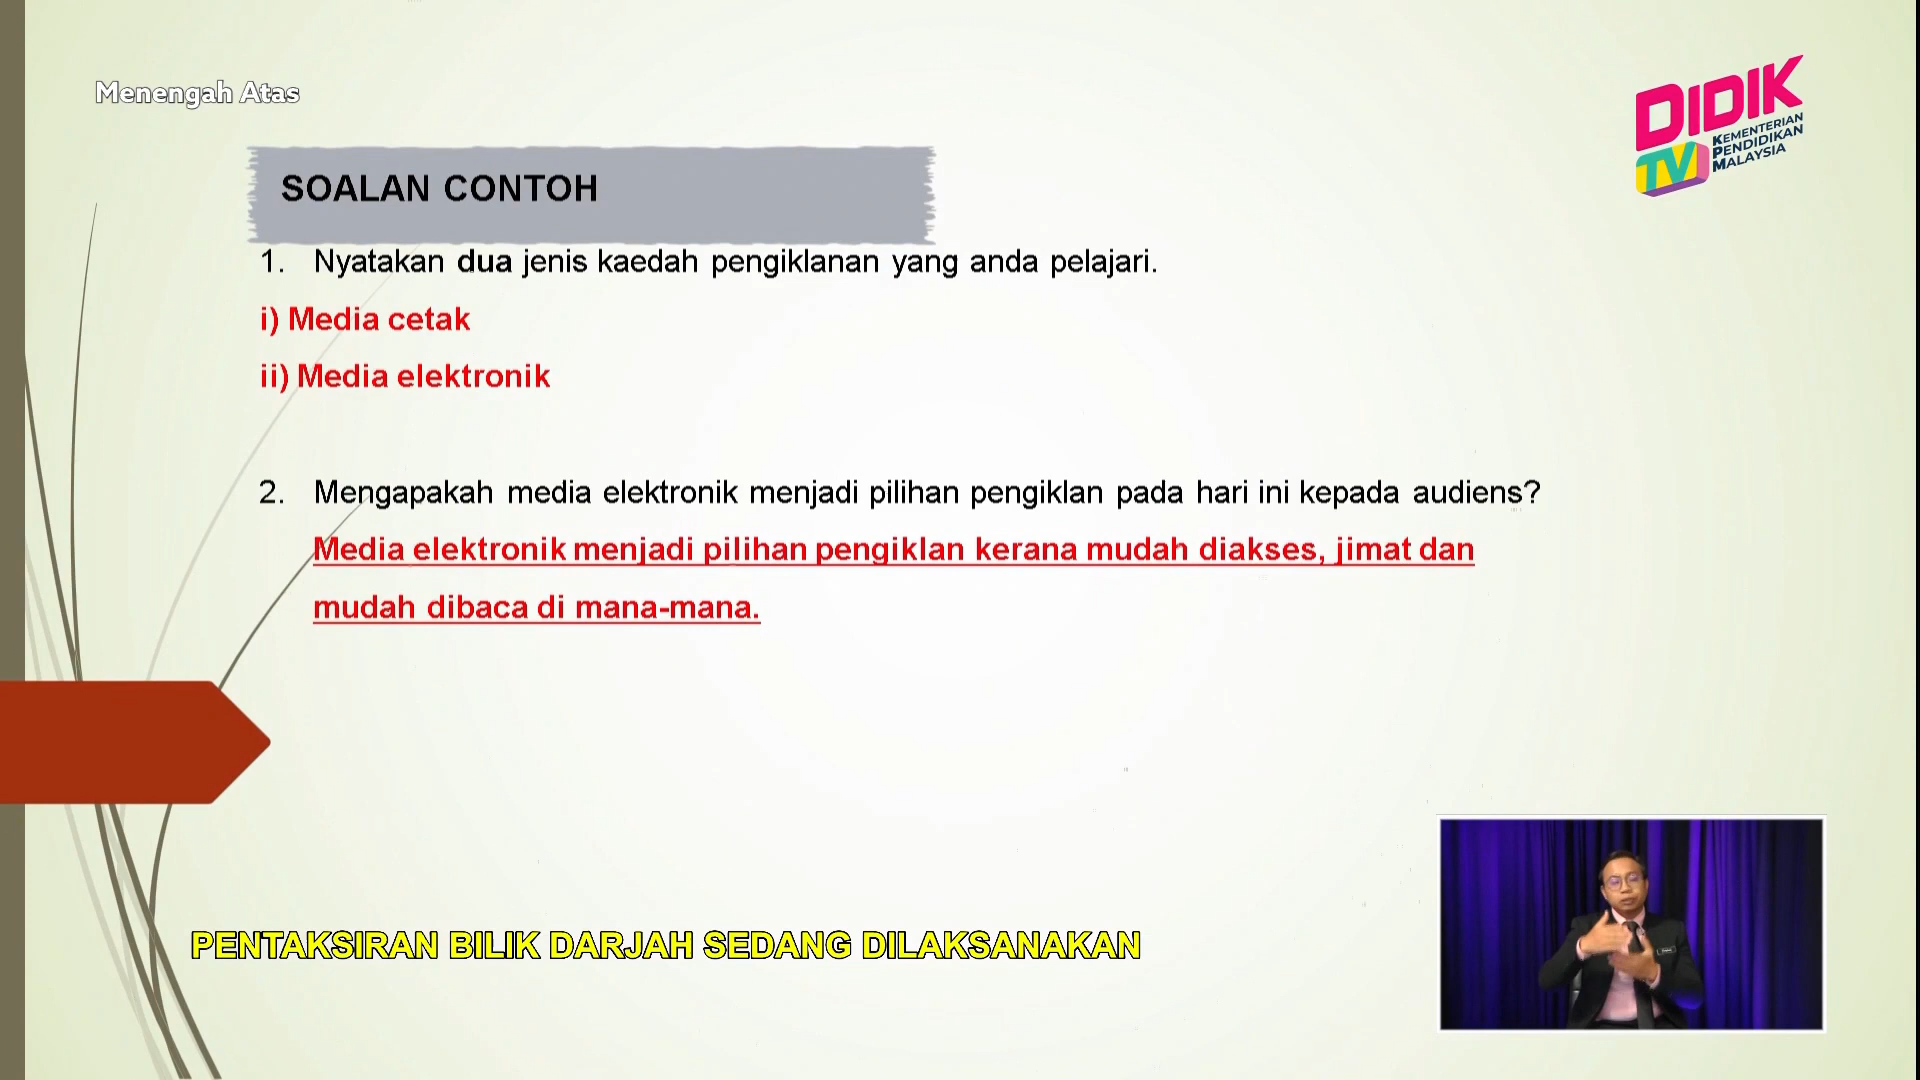 Menengah Atas
DIDIK
TV
KEMENTERIAN
PENDIDIKAN
MALAYSIA
SOALAN CONTOH
1. Nyatakan dua jenis kaedah pengiklanan yang anda pelajari.
i) Media cetak
ii) Media elektronik
2. Mengapakah media elektronik menjadi pilihan pengiklan pada hari ini kepada audiens?
Media elektronik menjadi pilihan pengiklan kerana mudah diakses, jimat dan
mudah dibaca di mana-mana.
PENTAKSIRAN BILIK DARJAH SEDANG DILAKSANAKAN